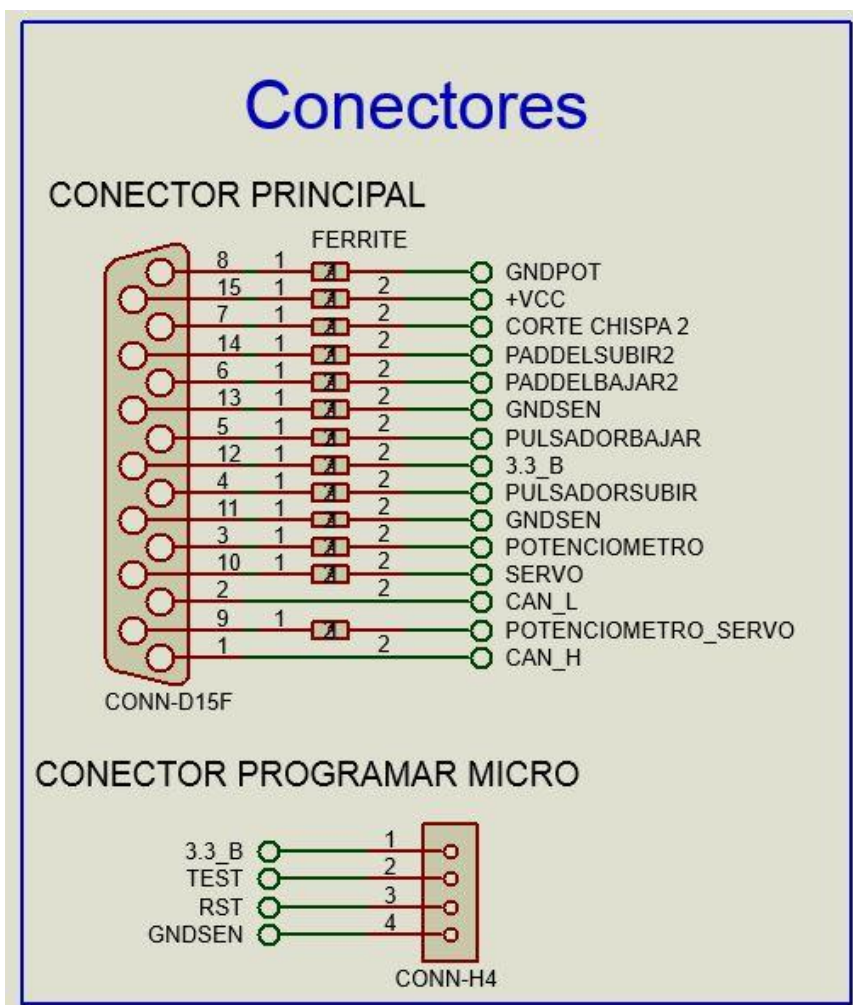 Conectores
CONECTOR PRINCIPAL
FERRITE
8 1 GNDPOT
15 1 2 +VCC
7 1 2 CORTE CHISPA 2
14 1 2 PADDELSUBIR2
6 1 2 PADDELBAJAR2
13 1 2 GNDSEN
5 1 2 PULSADORBAJAR
12 1 2 3.3_B
4 1 2 PULSADORSUBIR
11 1 2 GNDSEN
3 1 2 POTENCIOMETRO
10 1 2 SERVO
2 2 CAN_L
9 1 POTENCIOMETRO_SERVO
1 2 CAN_H
CONN-D15F
CONECTOR PROGRAMAR MICRO
3.3_B 1
TEST 2
RST 3
GNDSEN 4
CONN-H4